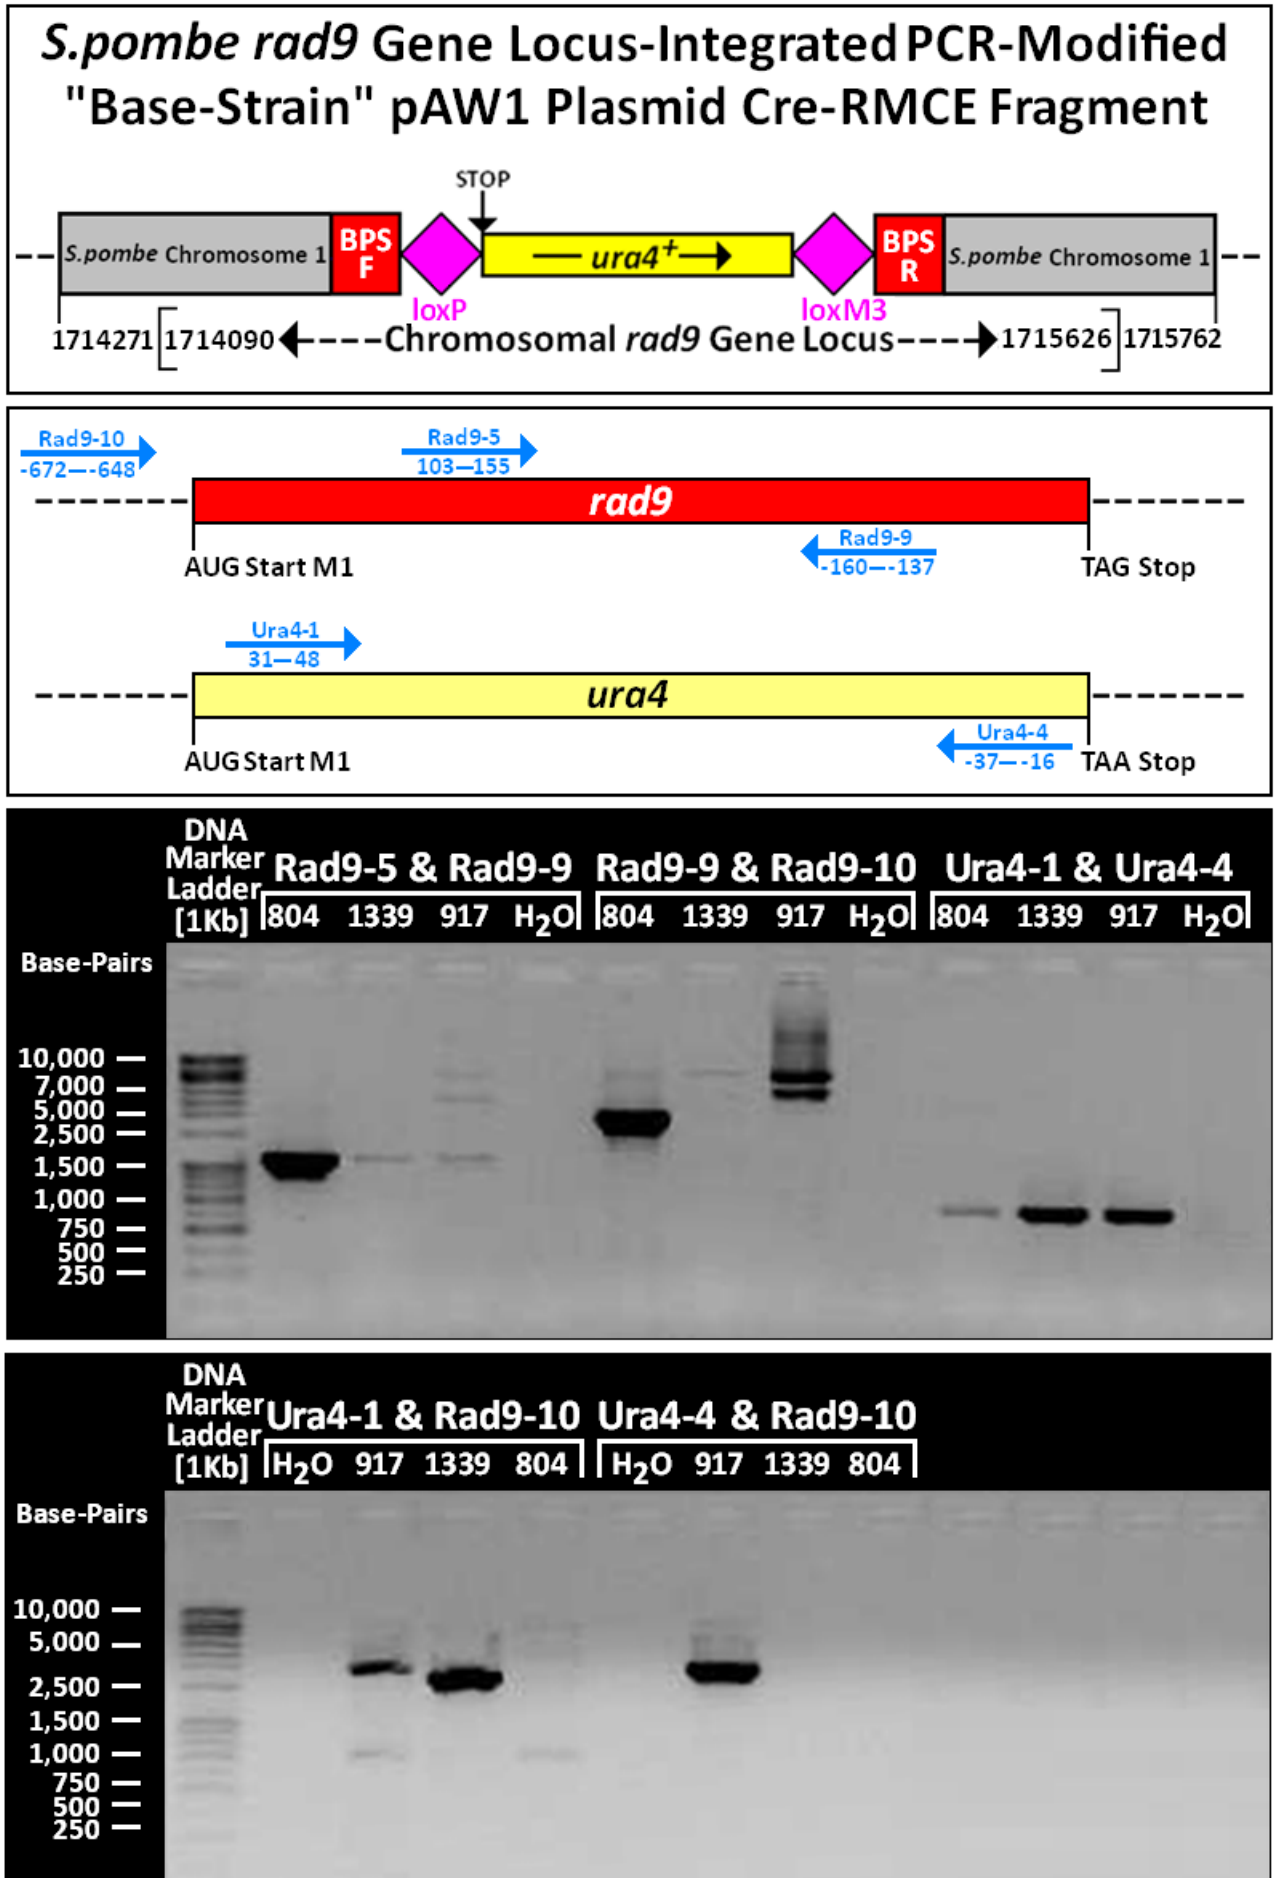 S.pombe rad9 Gene Locus-Integrated PCR-Modified
"Base-Strain" pAW1 Plasmid Cre-RMCE Fragment
STOP
S.pombe Chromosome 1 BPS F ura4+ BPS R S.pombe Chromosome 1
loxP loxM3
1714271 [1714090 Chromosomal rad9 Gene Locus 1715626] 1715762
Rad9-10 Rad9-5
-672—-648 103—155
rad9
Rad9-9
-160—-137
AUG Start M1 TAG Stop
Ura4-1
31—48
ura4
Ura4-4
-37—-16
AUG Start M1 TAA Stop
DNA
Marker
Ladder
[1Kb]
Rad9-5 & Rad9-9 Rad9-9 & Rad9-10 Ura4-1 & Ura4-4
804 1339 917 H2O 804 1339 917 H2O 804 1339 917 H2O
Base-Pairs
10,000
7,000
5,000
2,500
1,500
1,000
750
500
250
DNA
Marker
Ladder
[1Kb]
Ura4-1 & Rad9-10 Ura4-4 & Rad9-10
H2O 917 1339 804 H2O 917 1339 804
Base-Pairs
10,000
5,000
2,500
1,500
1,000
750
500
250